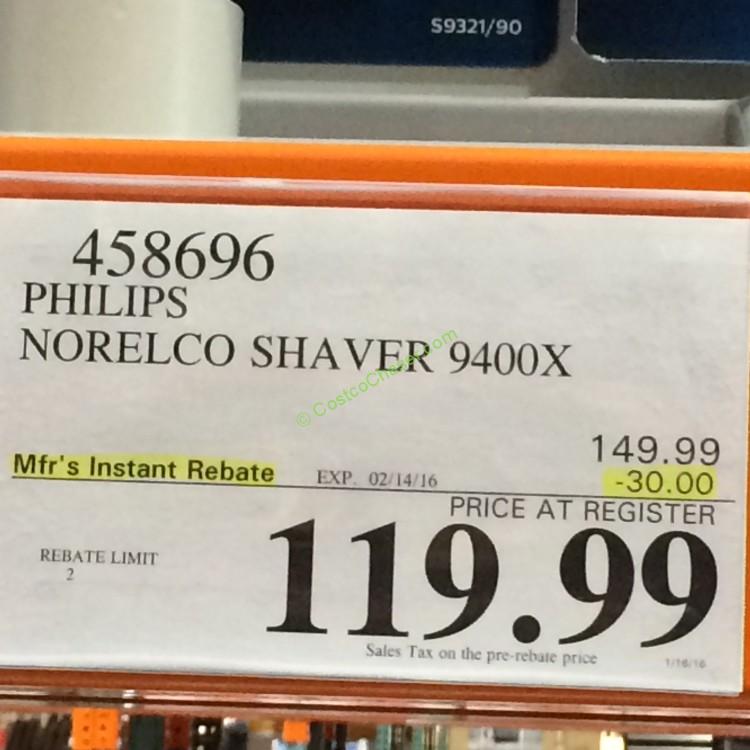 S9321/90
458696
PHILIPS
NORELCO SHAVER 9400X
© CostcoChaser.com
149.99
Mfr's Instant Rebate EXP. 02/14/16 -30.00
PRICE AT REGISTER
REBATE LIMIT
2
119.99
Sales Tax on the pre-rebate price
1/16/16